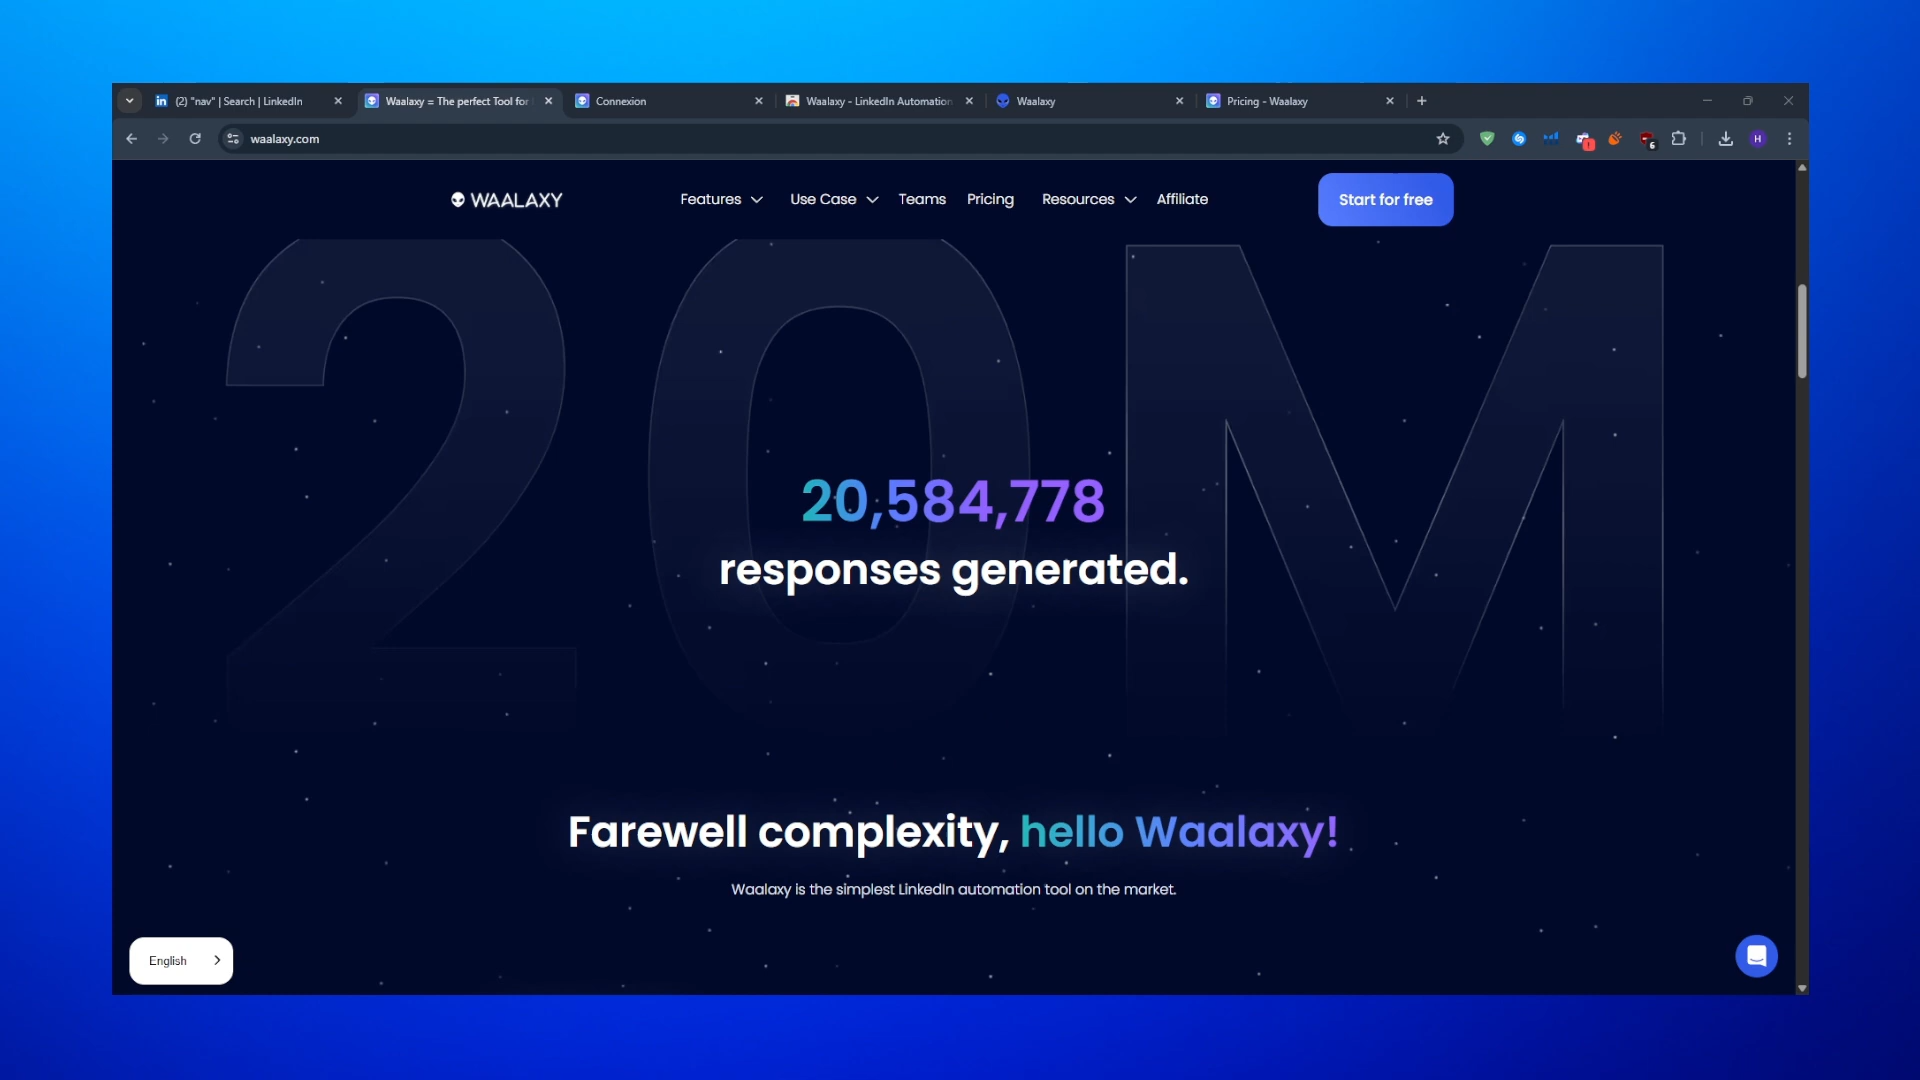 (2) "nav" | Search | LinkedIn
Waalaxy = The perfect Tool for
Connexion
Waalaxy - LinkedIn Automation
Waalaxy
Pricing - Waalaxy
waalaxy.com
6
H
WAALAXY
Features
Use Case
Teams
Pricing
Resources
Affiliate
Start for free
20M
20,584,778
responses generated.
Farewell complexity, hello Waalaxy!
Waalaxy is the simplest LinkedIn automation tool on the market.
English